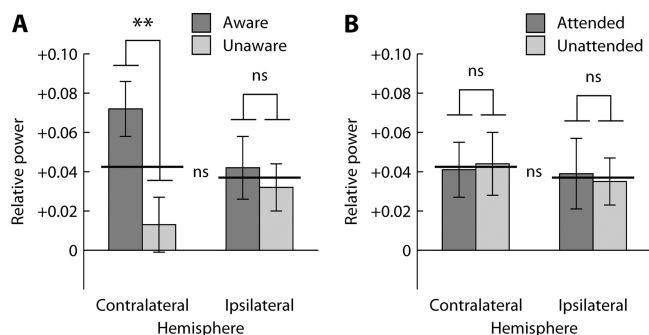 A
**
Aware
Unaware
ns
+0.10
+0.08
+0.06
+0.04
+0.02
0
Relative power
ns
Contralateral
Ipsilateral
Hemisphere
B
Attended
Unattended
ns
ns
+0.10
+0.08
+0.06
+0.04
+0.02
0
Relative power
ns
Contralateral
Ipsilateral
Hemisphere